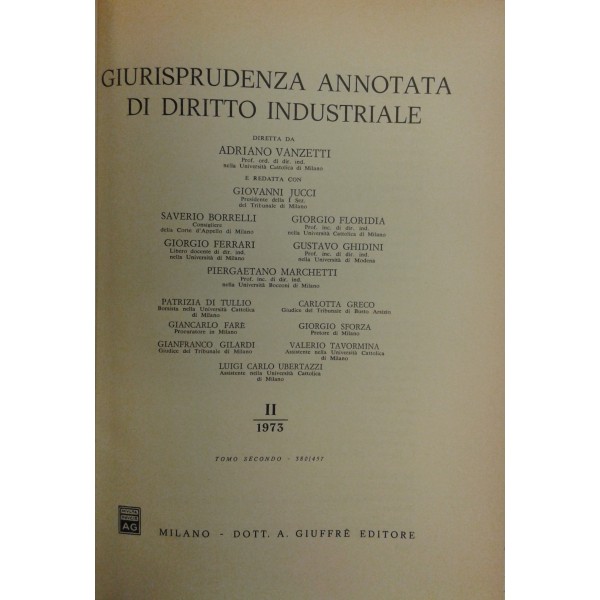 GIURISPRUDENZA ANNOTATA
DI DIRITTO INDUSTRIALE
DIRETTA DA
ADRIANO VANZETTI
Prof. ord. di dir. ind.
nella Università Cattolica di Milano
E REDATTA CON
GIOVANNI JUCCI
Presidente della I Sez.
del Tribunale di Milano
SAVERIO BORRELLI
Consigliere
della Corte d'Appello di Milano
GIORGIO FLORIDIA
Prof. inc. di dir. ind.
nella Università Cattolica di Milano
GIORGIO FERRARI
Libero docente di dir. ind.
nella Università di Milano
GUSTAVO GHIDINI
Prof. inc. di dir. ind.
nella Università di Modena
PIERGAETANO MARCHETTI
Prof. inc. di dir. ind.
nella Università Bocconi di Milano
PATRIZIA DI TULLIO
Borsista nella Università Cattolica
di Milano
CARLOTTA GRECO
Giudice del Tribunale di Busto Arsizio
GIANCARLO FARÈ
Procuratore in Milano
GIORGIO SFORZA
Pretore di Milano
GIANFRANCO GILARDI
Giudice del Tribunale di Milano
VALERIO TAVORMINA
Assistente nella Università Cattolica
di Milano
LUIGI CARLO UBERTAZZI
Assistente nella Università Cattolica
di Milano
II
1973
TOMO SECONDO - 380/451
AG
MILANO - DOTT. A. GIUFFRÈ EDITORE